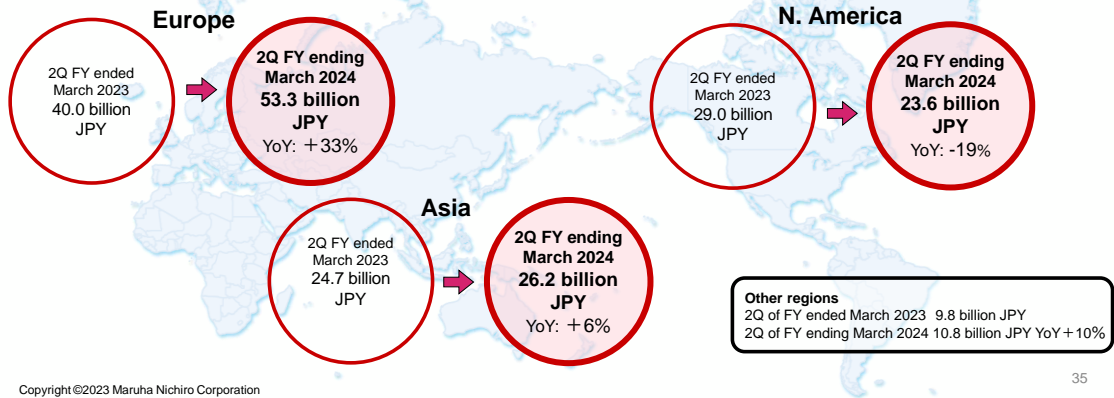 Europe
2Q FY ended
March 2023
40.0 billion
JPY
2Q FY ending
March 2024
53.3 billion
JPY
YoY: ＋33%
N. America
2Q FY ended
March 2023
29.0 billion
JPY
2Q FY ending
March 2024
23.6 billion
JPY
YoY: -19%
Asia
2Q FY ended
March 2023
24.7 billion
JPY
2Q FY ending
March 2024
26.2 billion
JPY
YoY: ＋6%
Other regions
2Q of FY ended March 2023 9.8 billion JPY
2Q of FY ending March 2024 10.8 billion JPY YoY＋10%
Copyright ©2023 Maruha Nichiro Corporation
35